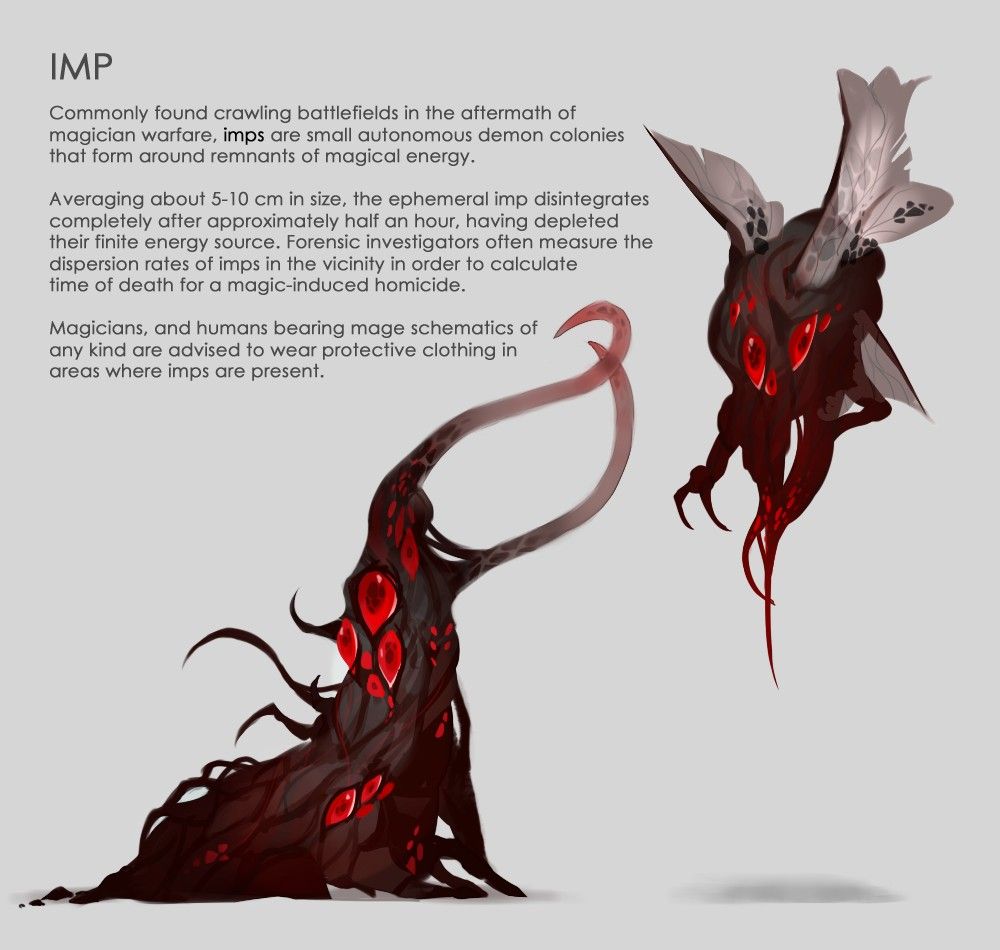 IMP
Commonly found crawling battlefields in the aftermath of
magician warfare, imps are small autonomous demon colonies
that form around remnants of magical energy.
Averaging about 5-10 cm in size, the ephemeral imp disintegrates
completely after approximately half an hour, having depleted
their finite energy source. Forensic investigators often measure the
dispersion rates of imps in the vicinity in order to calculate
time of death for a magic-induced homicide.
Magicians, and humans bearing mage schematics of
any kind are advised to wear protective clothing in
areas where imps are present.